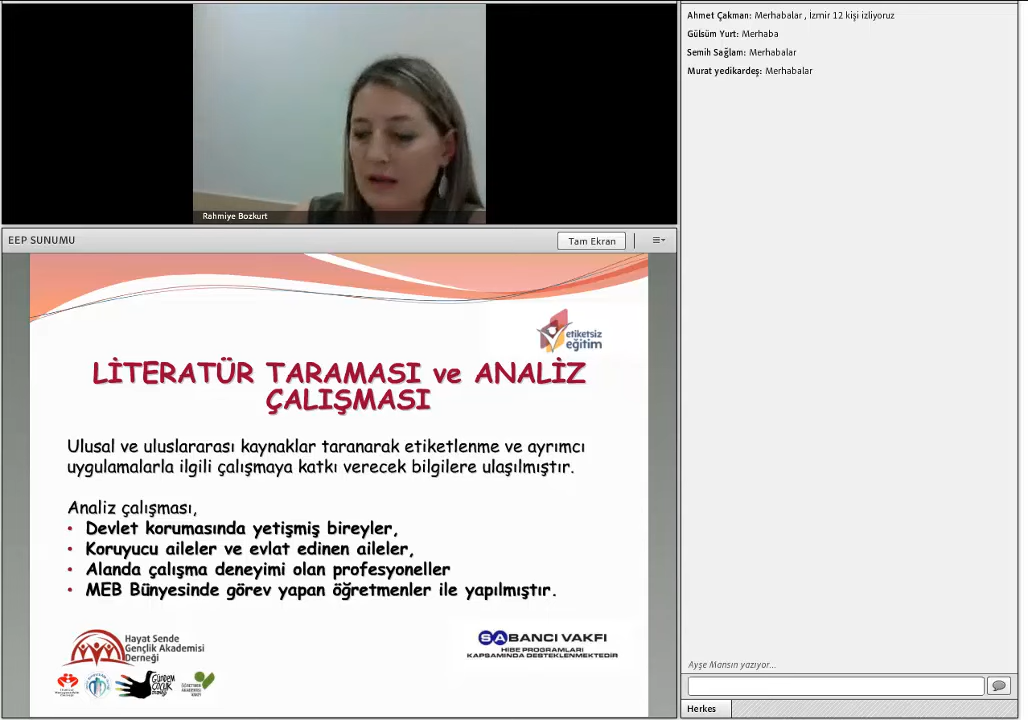 Rahmiye Bozkurt
EEP SUNUMU
Tam Ekran
etiketsiz
eğitim
LİTERATÜR TARAMASI ve ANALİZ
ÇALIŞMASI
Ulusal ve uluslararası kaynaklar taranarak etiketlenme ve ayrımcı
uygulamalarla ilgili çalışmaya katkı verecek bilgilere ulaşılmıştır.
Analiz çalışması,
• Devlet korumasında yetişmiş bireyler,
• Koruyucu aileler ve evlat edinen aileler,
• Alanda çalışma deneyimi olan profesyoneller
• MEB Bünyesinde görev yapan öğretmenler ile yapılmıştır.
Hayat Sende
Gençlik Akademisi
Derneği
Gündem
Çocuk
SABANCI VAKFI
HİBE PROGRAMLARI
KAPSAMINDA DESTEKLENMEKTEDİR
Ahmet Çakman: Merhabalar , İzmir 12 kişi izliyoruz
Gülsüm Yurt: Merhaba
Semih Sağlam: Merhabalar
Murat yedikardeş: Merhabalar
Ayşe Mansın yazıyor...
Herkes